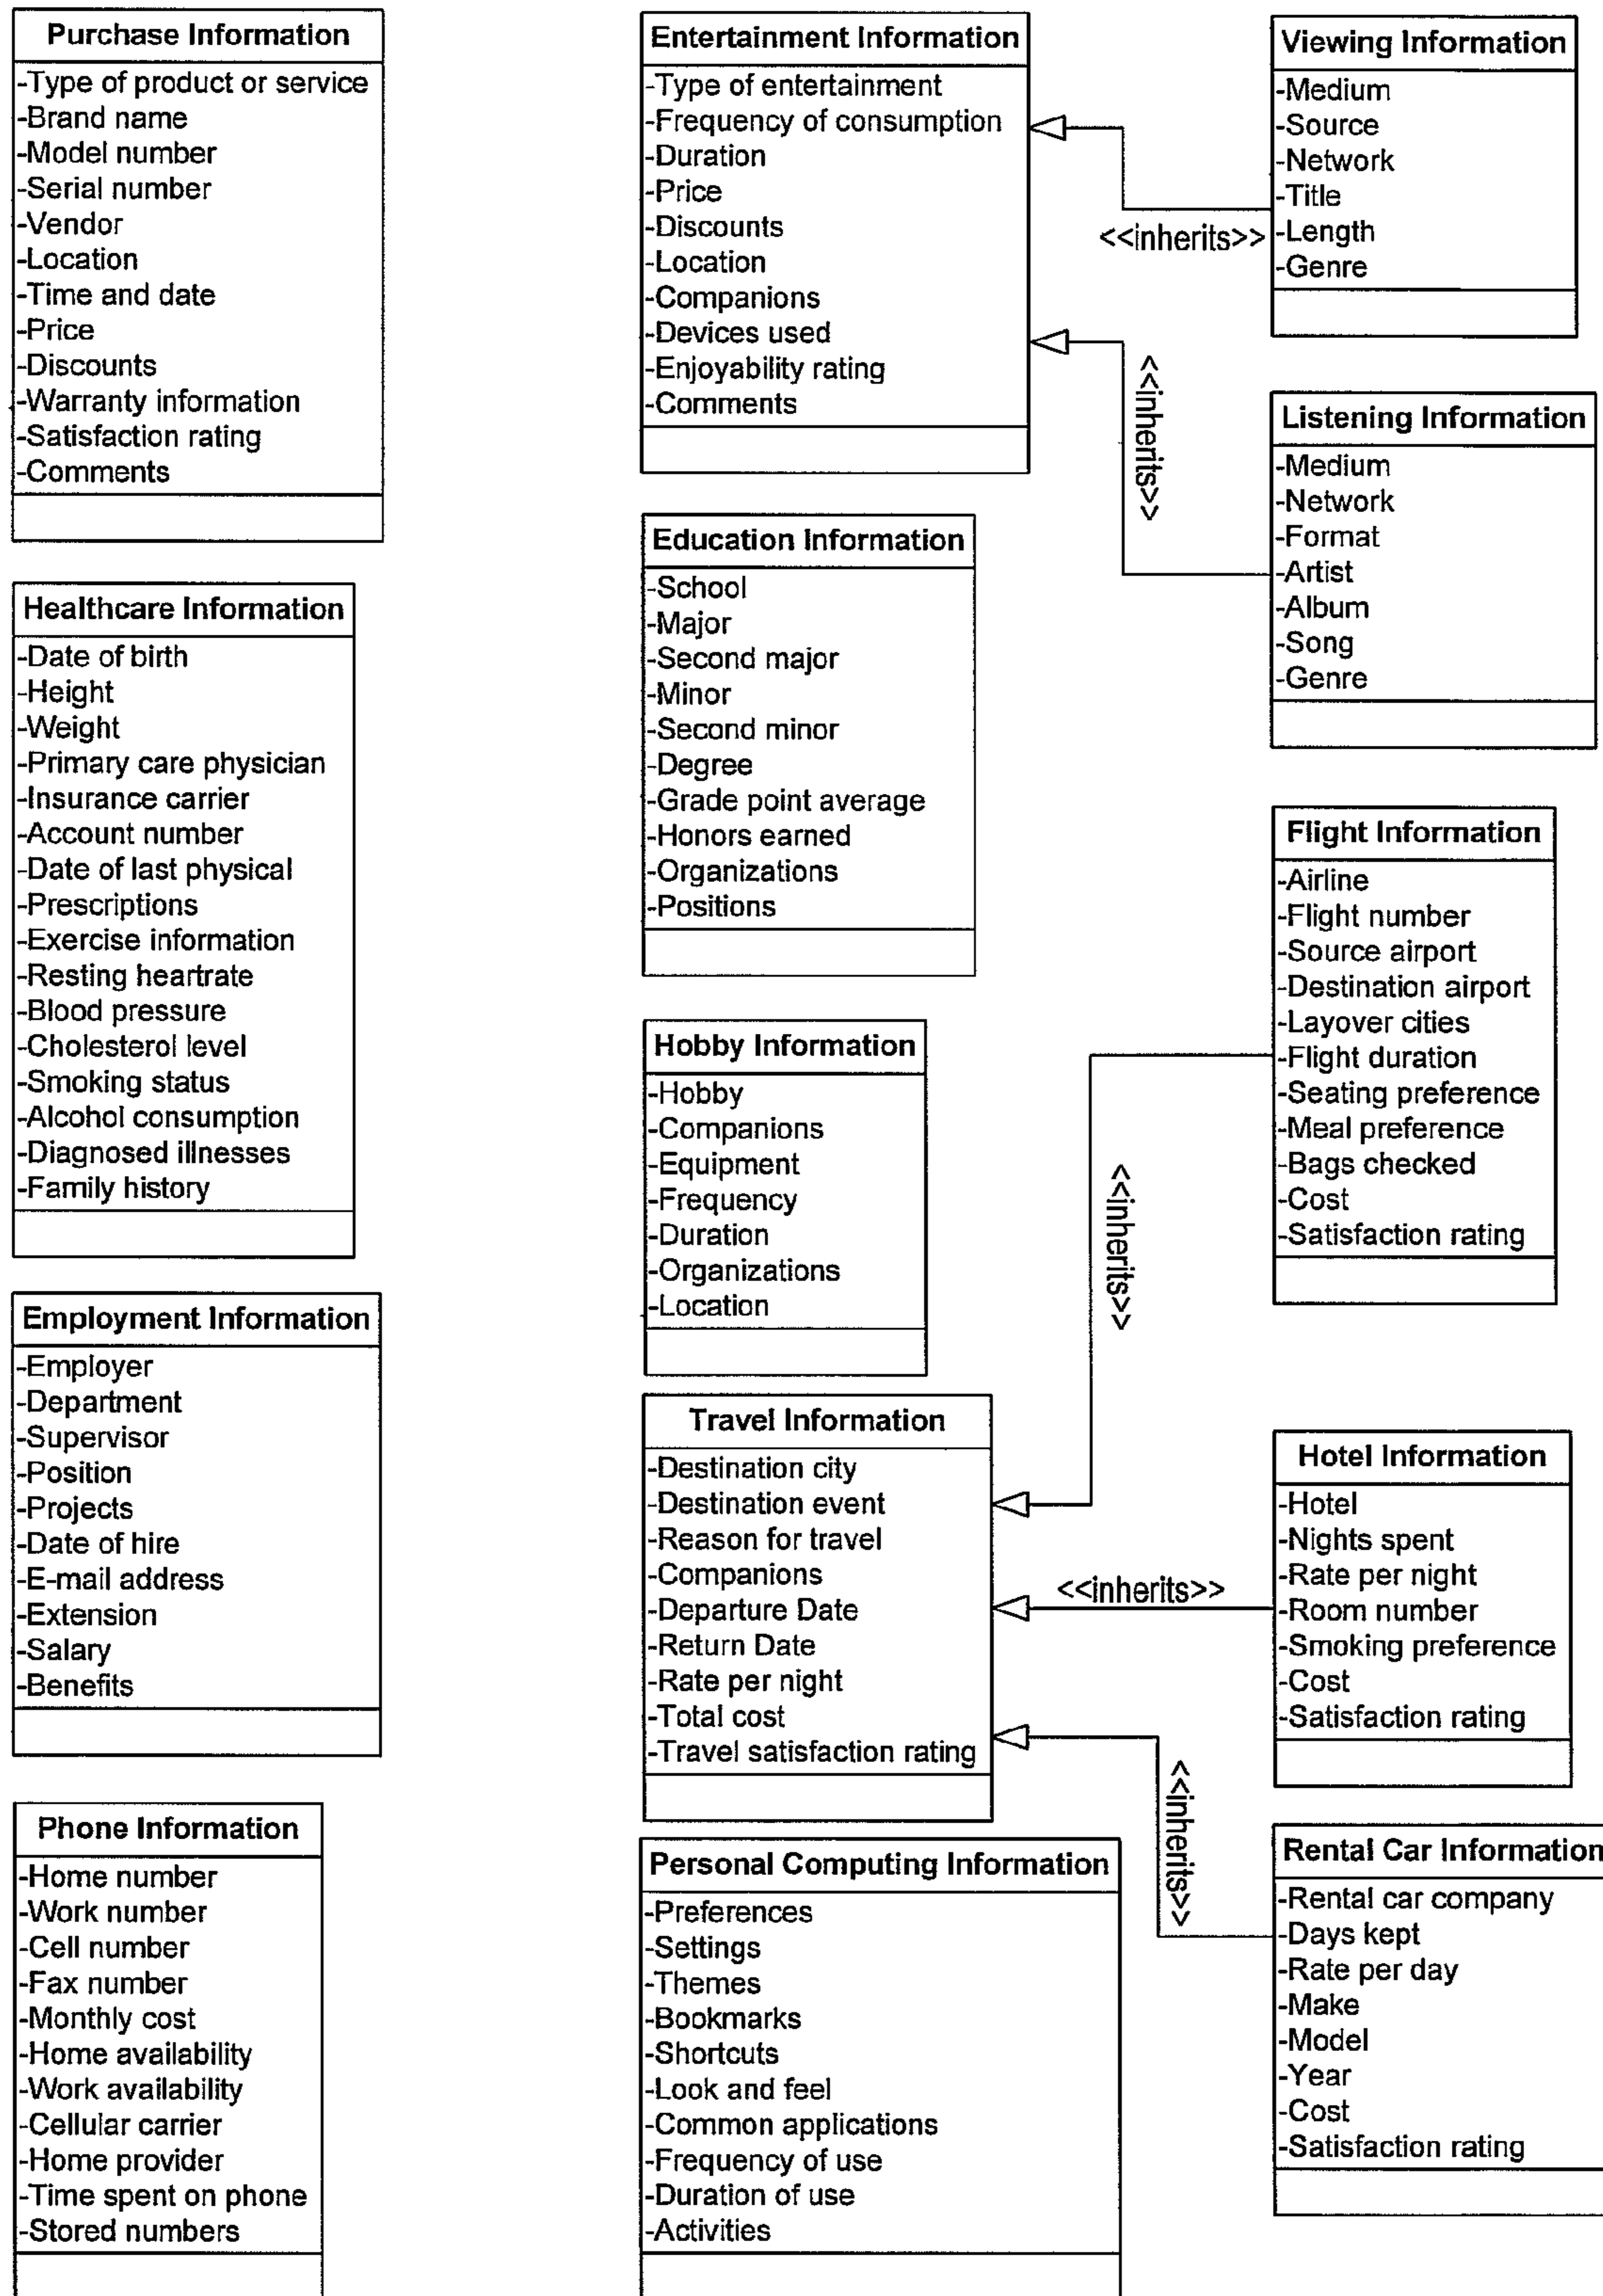 Purchase Information
-Type of product or service
-Brand name
-Model number
-Serial number
-Vendor
-Location
-Time and date
-Price
-Discounts
-Warranty information
-Satisfaction rating
-Comments
Healthcare Information
-Date of birth
-Height
-Weight
-Primary care physician
-Insurance carrier
-Account number
-Date of last physical
-Prescriptions
-Exercise information
-Resting heartrate
-Blood pressure
-Cholesterol level
-Smoking status
-Alcohol consumption
-Diagnosed illnesses
-Family history
Employment Information
-Employer
-Department
-Supervisor
-Position
-Projects
-Date of hire
-E-mail address
-Extension
-Salary
-Benefits
Phone Information
-Home number
-Work number
-Cell number
-Fax number
-Monthly cost
-Home availability
-Work availability
-Cellular carrier
-Home provider
-Time spent on phone
-Stored numbers
Entertainment Information
-Type of entertainment
-Frequency of consumption
-Duration
-Price
-Discounts
-Location
-Companions
-Devices used
-Enjoyability rating
-Comments
Education Information
-School
-Major
-Second major
-Minor
-Second minor
-Degree
-Grade point average
-Honors earned
-Organizations
-Positions
Hobby Information
-Hobby
-Companions
-Equipment
-Frequency
-Duration
-Organizations
-Location
Travel Information
-Destination city
-Destination event
-Reason for travel
-Companions
-Departure Date
-Return Date
-Rate per night
-Total cost
-Travel satisfaction rating
Personal Computing Information
-Preferences
-Settings
-Themes
-Bookmarks
-Shortcuts
-Look and feel
-Common applications
-Frequency of use
-Duration of use
-Activities
<<inherits>>
<<inherits>>
<<inherits>>
<<inherits>>
<<inherits>>
Viewing Information
-Medium
-Source
-Network
-Title
-Length
-Genre
Listening Information
-Medium
-Network
-Format
-Artist
-Album
-Song
-Genre
Flight Information
-Airline
-Flight number
-Source airport
-Destination airport
-Layover cities
-Flight duration
-Seating preference
-Meal preference
-Bags checked
-Cost
-Satisfaction rating
Hotel Information
-Hotel
-Nights spent
-Rate per night
-Room number
-Smoking preference
-Cost
-Satisfaction rating
Rental Car Information
-Rental car company
-Days kept
-Rate per day
-Make
-Model
-Year
-Cost
-Satisfaction rating